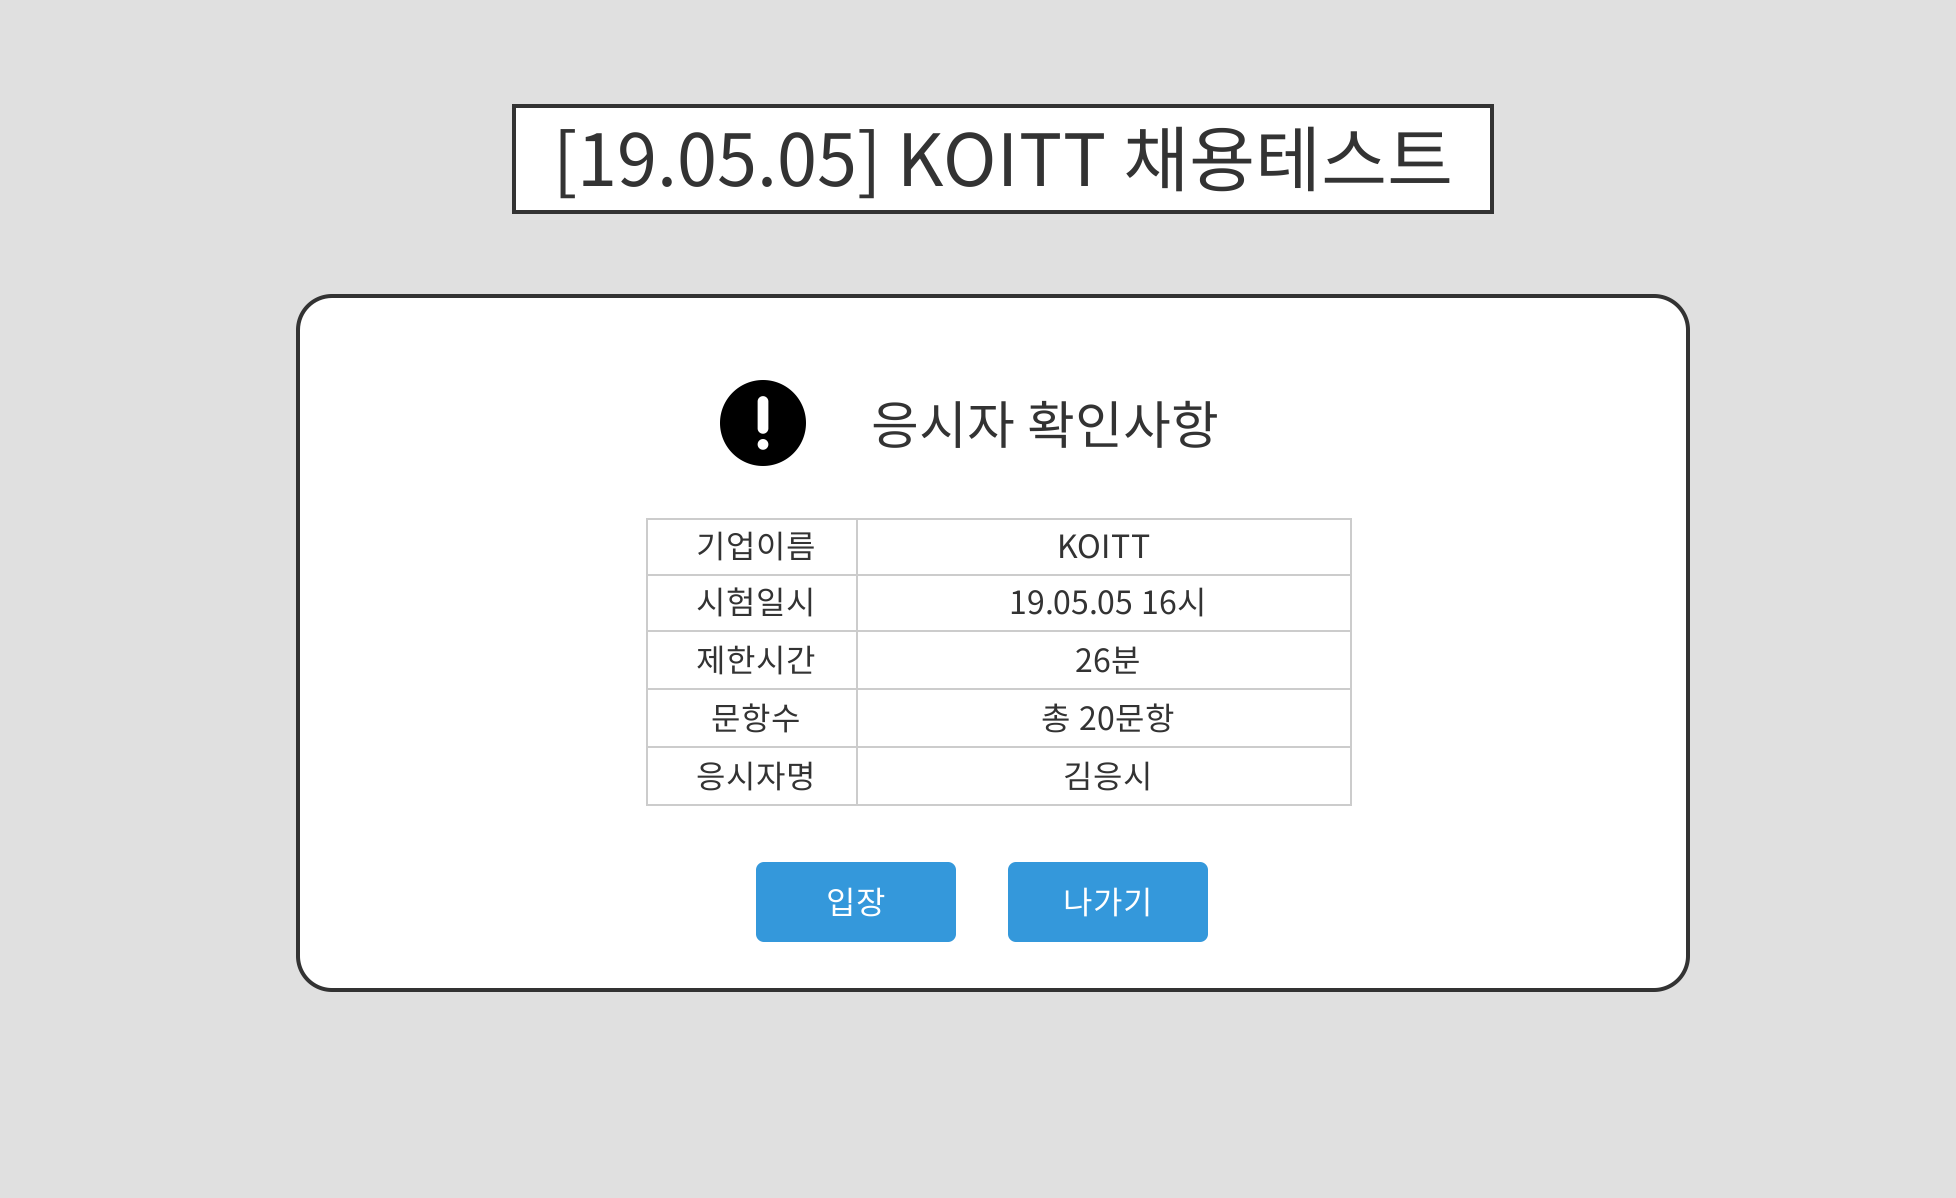 [19.05.05] KOITT 채용테스트
응시자 확인사항
기업이름 KOITT
시험일시 19.05.05 16시
제한시간 26분
문항수 총 20문항
응시자명 김응시
입장 나가기